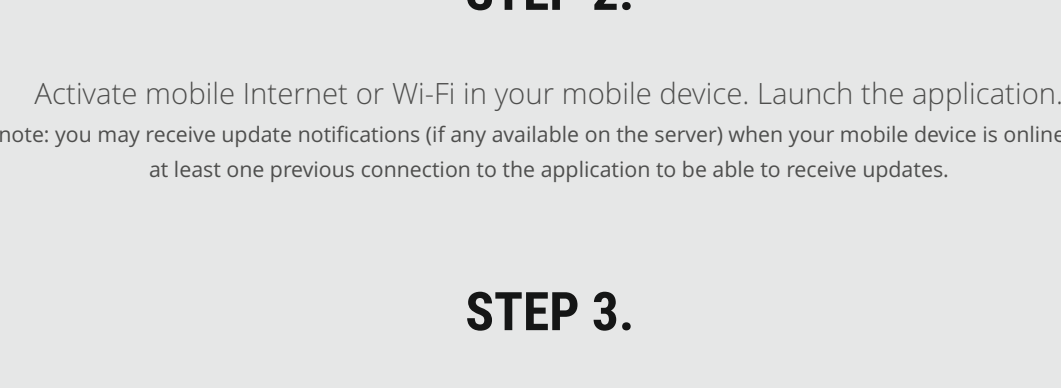 STEP 2.
Activate mobile Internet or Wi-Fi in your mobile device. Launch the application.
note: you may receive update notifications (if any available on the server) when your mobile device is online
at least one previous connection to the application to be able to receive updates.
STEP 3.